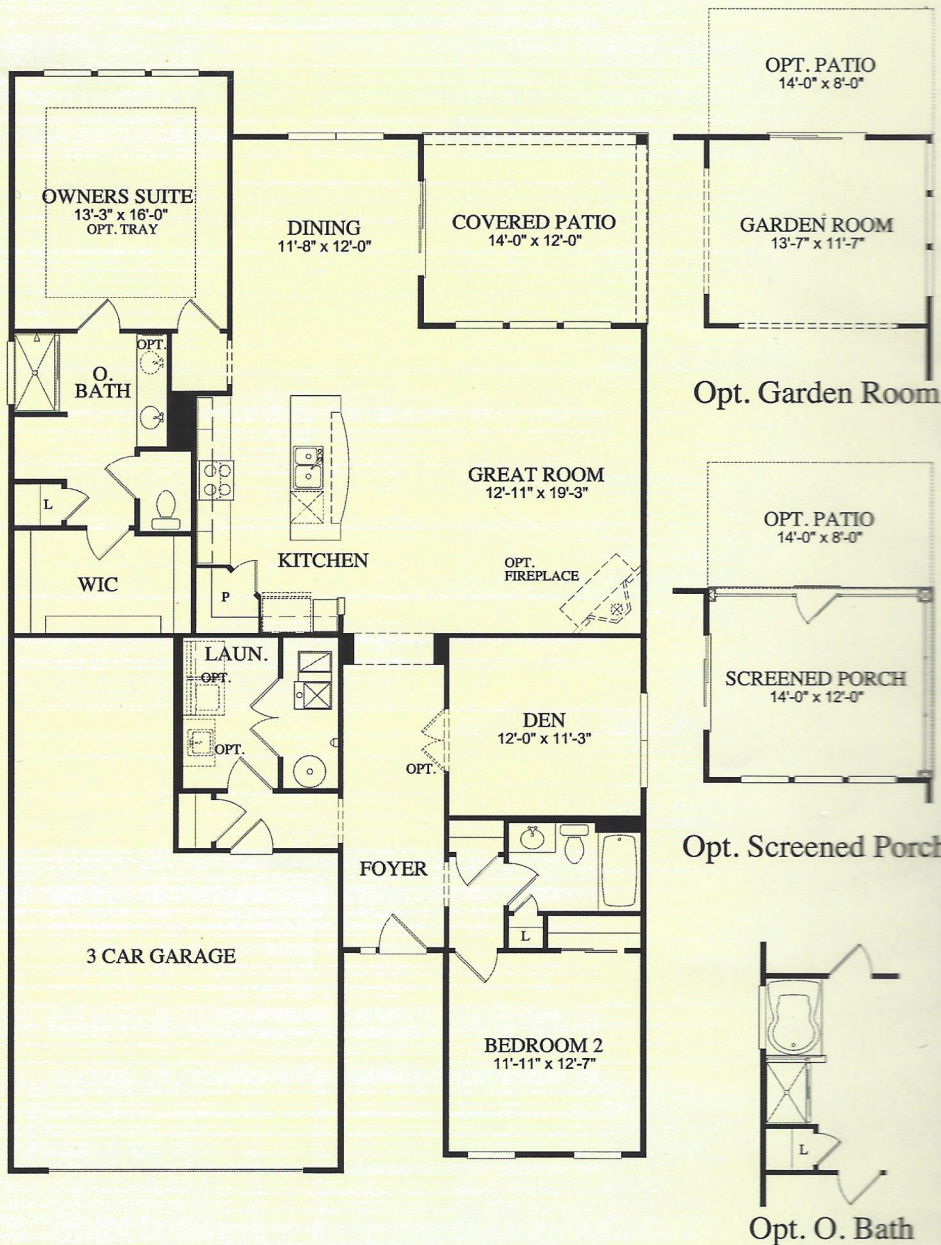 OWNERS SUITE
13'-3" x 16'-0"
OPT. TRAY
DINING
11'-8" x 12'-0"
COVERED PATIO
14'-0" x 12'-0"
OPT.
O.
BATH
GREAT ROOM
12'-11" x 19'-3"
L
KITCHEN
OPT.
FIREPLACE
WIC
P
LAUN.
OPT.
OPT.
DEN
12'-0" x 11'-3"
OPT.
FOYER
L
3 CAR GARAGE
BEDROOM 2
11'-11" x 12'-7"
OPT. PATIO
14'-0" x 8'-0"
GARDEN ROOM
13'-7" x 11'-7"
Opt. Garden Room
OPT. PATIO
14'-0" x 8'-0"
SCREENED PORCH
14'-0" x 12'-0"
Opt. Screened Porch
L
Opt. O. Bath